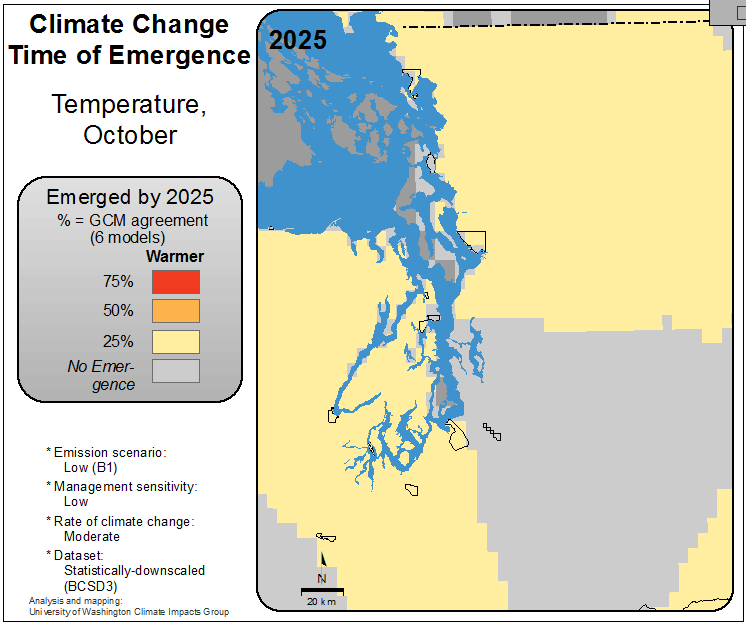 Climate Change
Time of Emergence
Temperature,
October
Emerged by 2025
% = GCM agreement
(6 models)
Warmer
75%
50%
25%
No Emer-
gence
* Emission scenario:
Low (B1)
* Management sensitivity:
Low
* Rate of climate change:
Moderate
* Dataset:
Statistically-downscaled
(BCSD3)
Analysis and mapping:
University of Washington Climate Impacts Group
2025
N
20 km